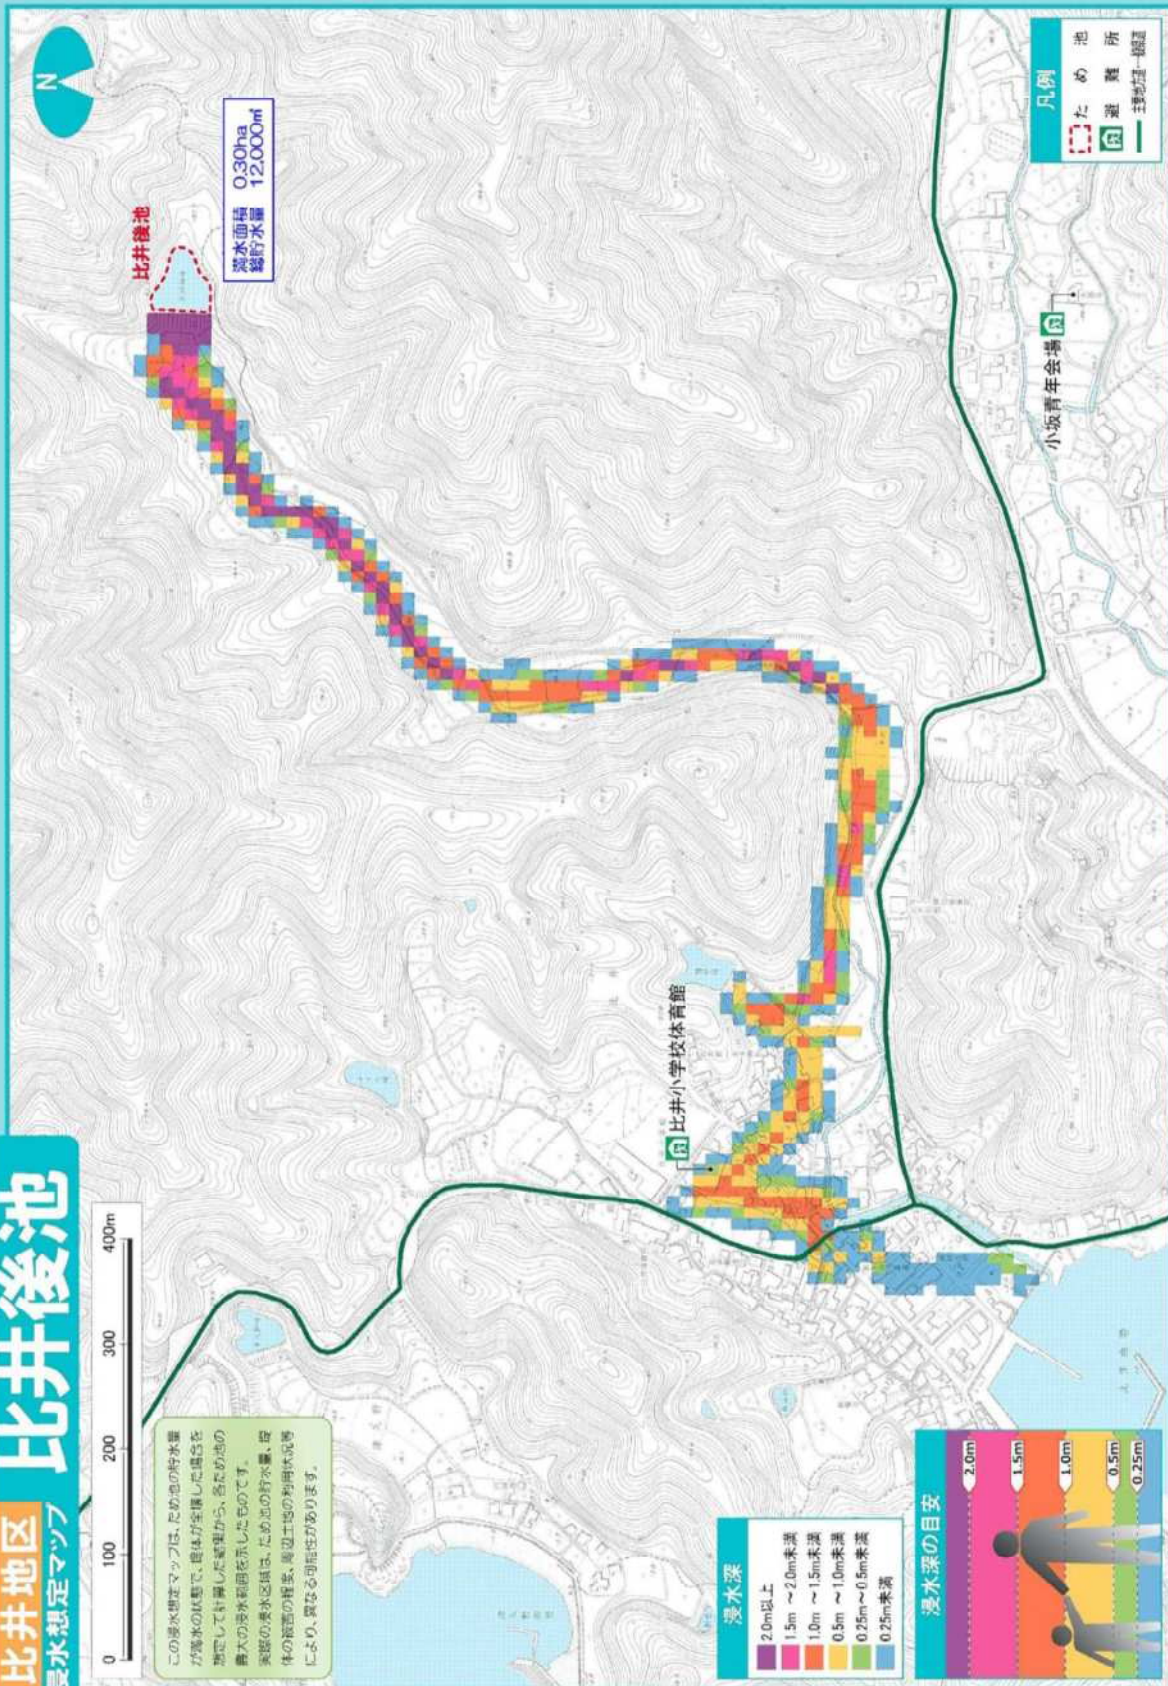 比井地区
浸水想定マップ
比井後池
0 100 200 300 400m
この浸水想定マップは、ため池の貯水量
が満水の状態で、堤体が全壊した場合を
想定して計算した結果から、各ため池の
最大の浸水範囲を示したものです。
実際の浸水区域は、ため池の貯水量、堤
体の被害の程度、周辺土地の利用状況等
により、異なる可能性があります。
N
比井後池
満水面積 0.30ha
総貯水量 12,000㎥
比井小学校体育館
小坂青年会場
浸水深
2.0m以上
1.5m ～ 2.0m未満
1.0m ～ 1.5m未満
0.5m ～ 1.0m未満
0.25m～ 0.5m未満
0.25m未満
浸水深の目安
2.0m
1.5m
1.0m
0.5m
0.25m
凡例
ため池
避難所
主要地方道・一般県道